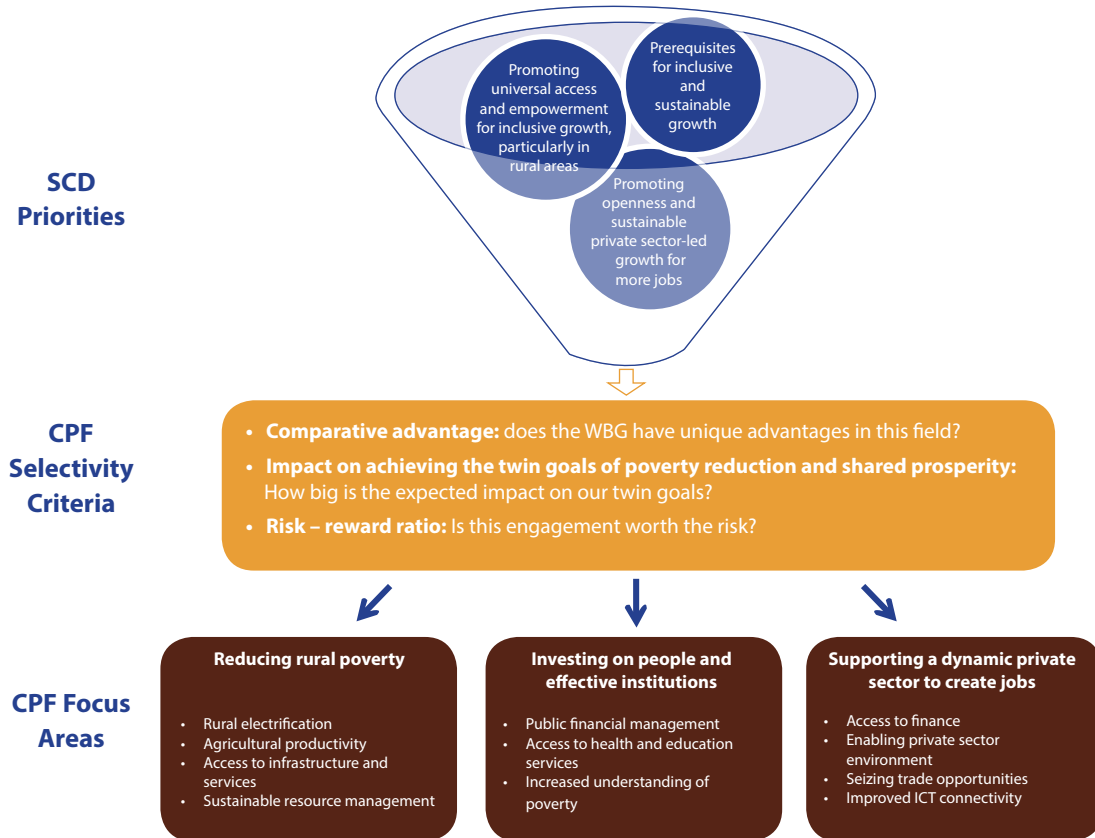 SCD
Priorities
Promoting
universal access
and empowerment
for inclusive growth,
particularly in
rural areas
Prerequisites
for inclusive
and
sustainable
growth
Promoting
openness and
sustainable
private sector-led
growth for
more jobs
CPF
Selectivity
Criteria
• Comparative advantage: does the WBG have unique advantages in this field?
• Impact on achieving the twin goals of poverty reduction and shared prosperity:
How big is the expected impact on our twin goals?
• Risk – reward ratio: Is this engagement worth the risk?
CPF Focus
Areas
Reducing rural poverty
• Rural electrification
• Agricultural productivity
• Access to infrastructure and
services
• Sustainable resource management
Investing on people and
effective institutions
• Public financial management
• Access to health and education
services
• Increased understanding of
poverty
Supporting a dynamic private
sector to create jobs
• Access to finance
• Enabling private sector
environment
• Seizing trade opportunities
• Improved ICT connectivity